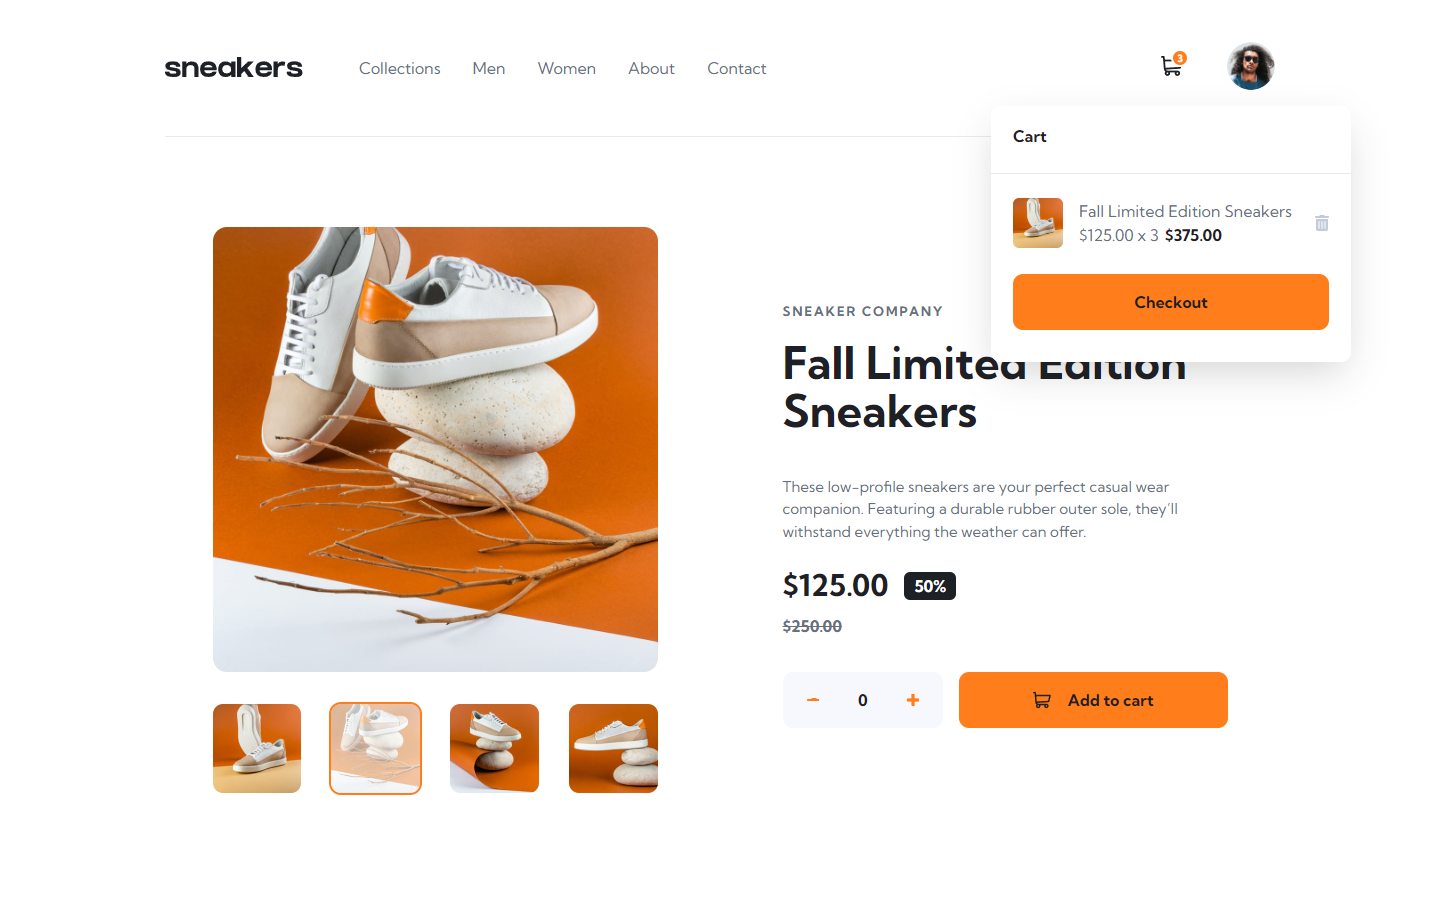 sneakers
Collections
Men
Women
About
Contact
3
Cart
Fall Limited Edition Sneakers
$125.00 x 3 $375.00
Checkout
SNEAKER COMPANY
Fall Limited Edition
Sneakers
These low-profile sneakers are your perfect casual wear
companion. Featuring a durable rubber outer sole, they’ll
withstand everything the weather can offer.
$125.00 50%
$250.00
0
Add to cart